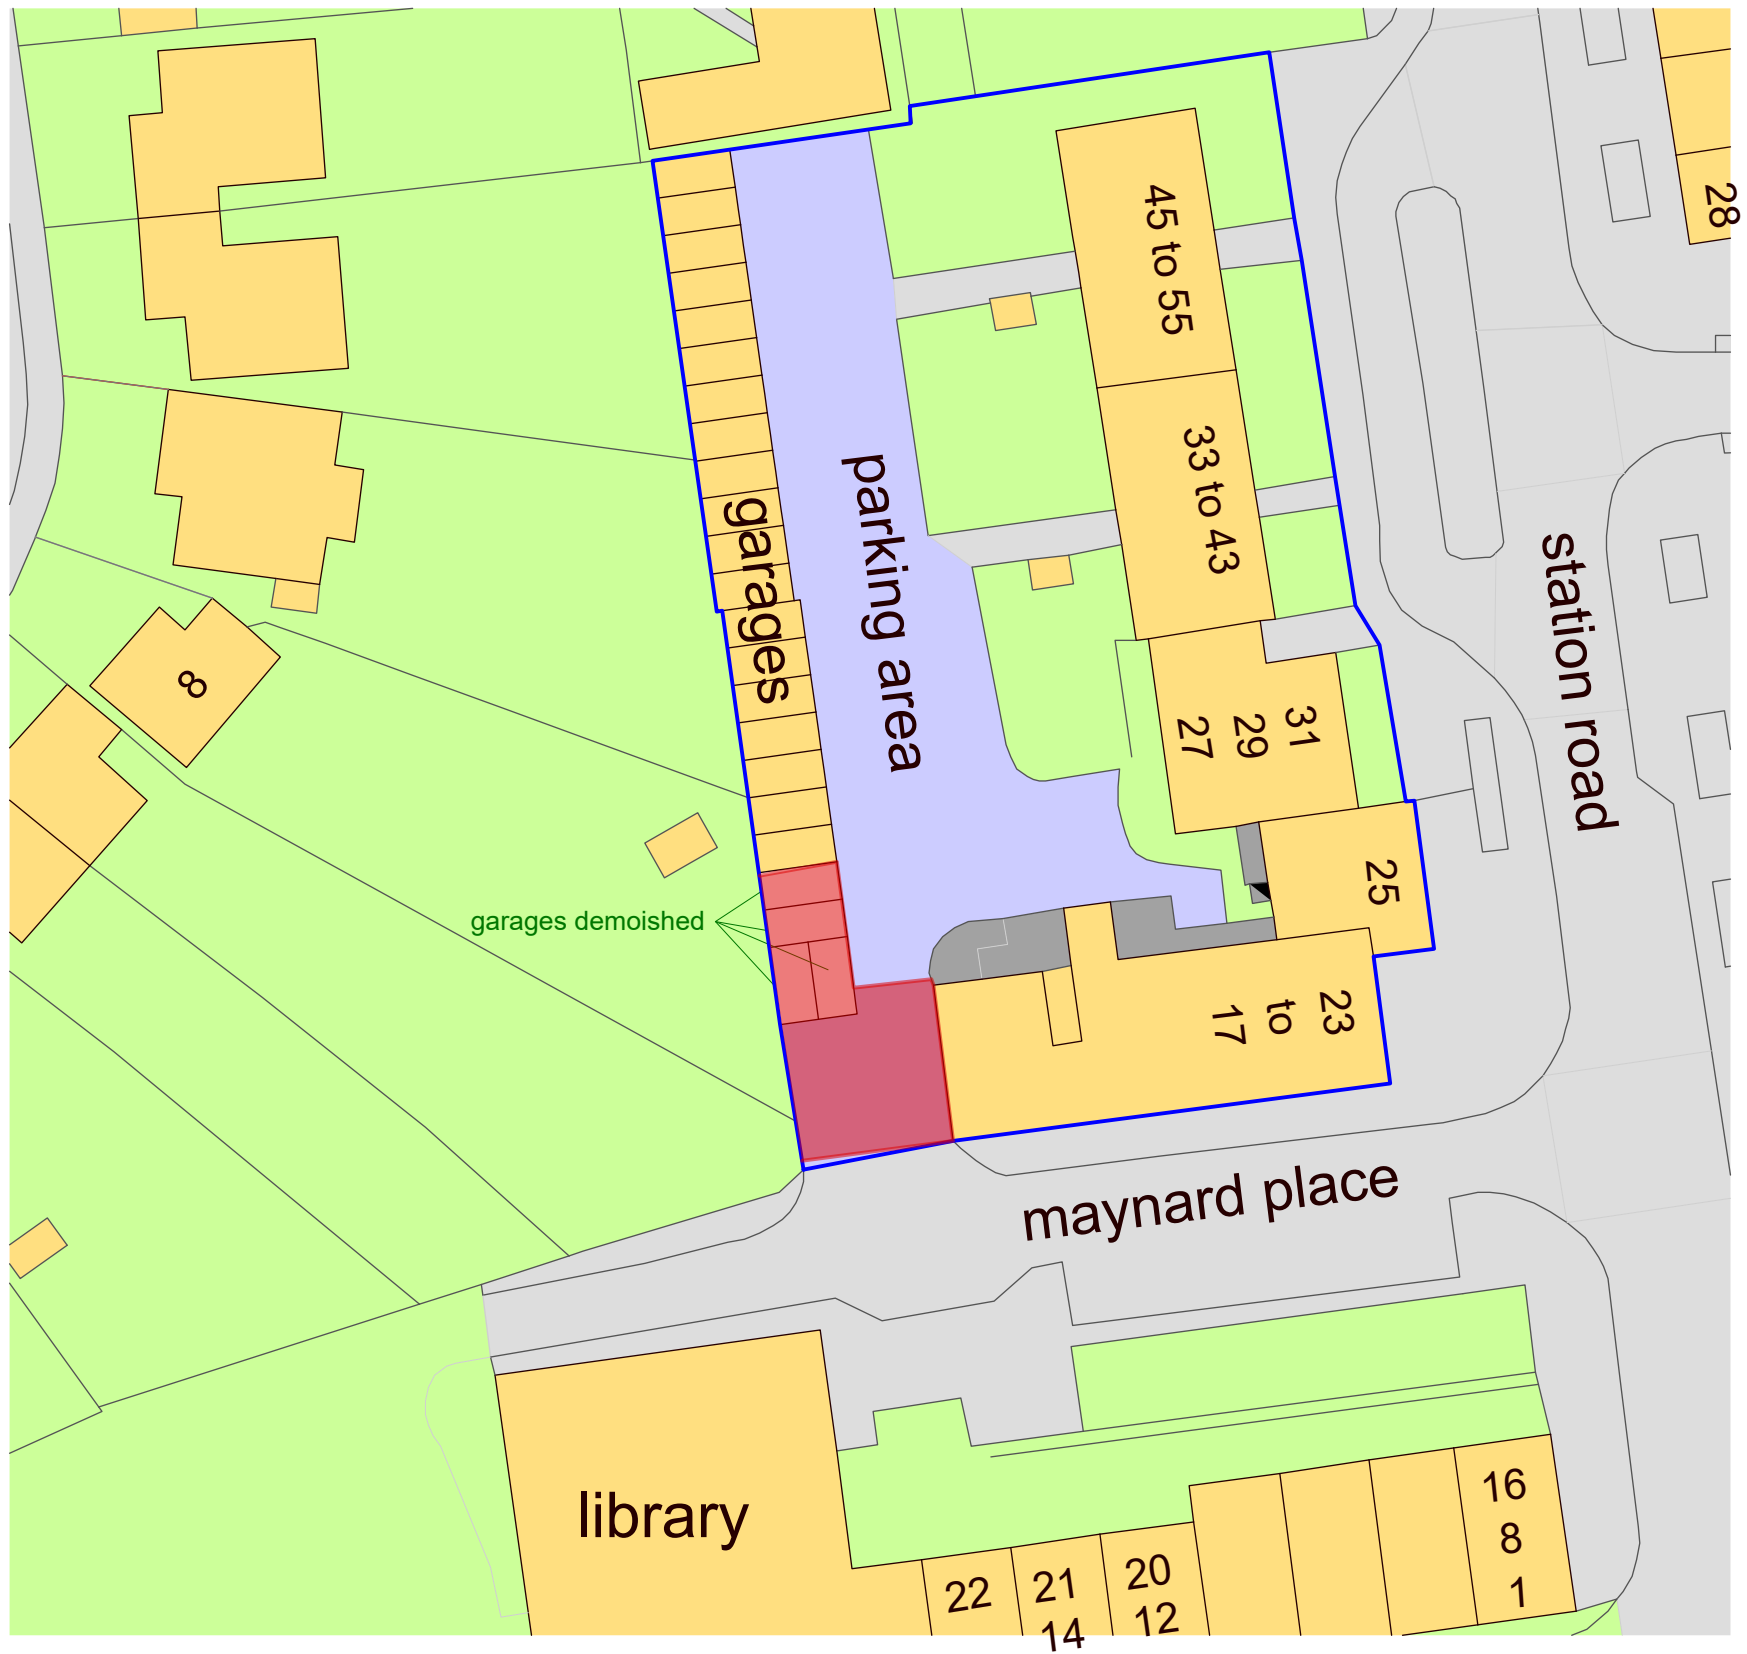 28
45 to 55
33 to 43
parking area
garages
station road
8
31
29
27
25
garages demoished
23
to
17
maynard place
library
16
8
1
22
21
14
20
12